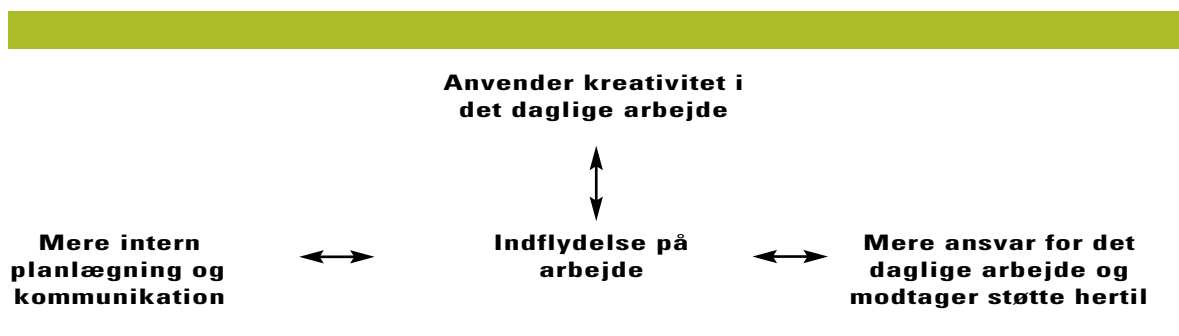 Anvender kreativitet i
det daglige arbejde
Mere intern
planlægning og
kommunikation
Indflydelse på
arbejde
Mere ansvar for det
daglige arbejde og
modtager støtte hertil